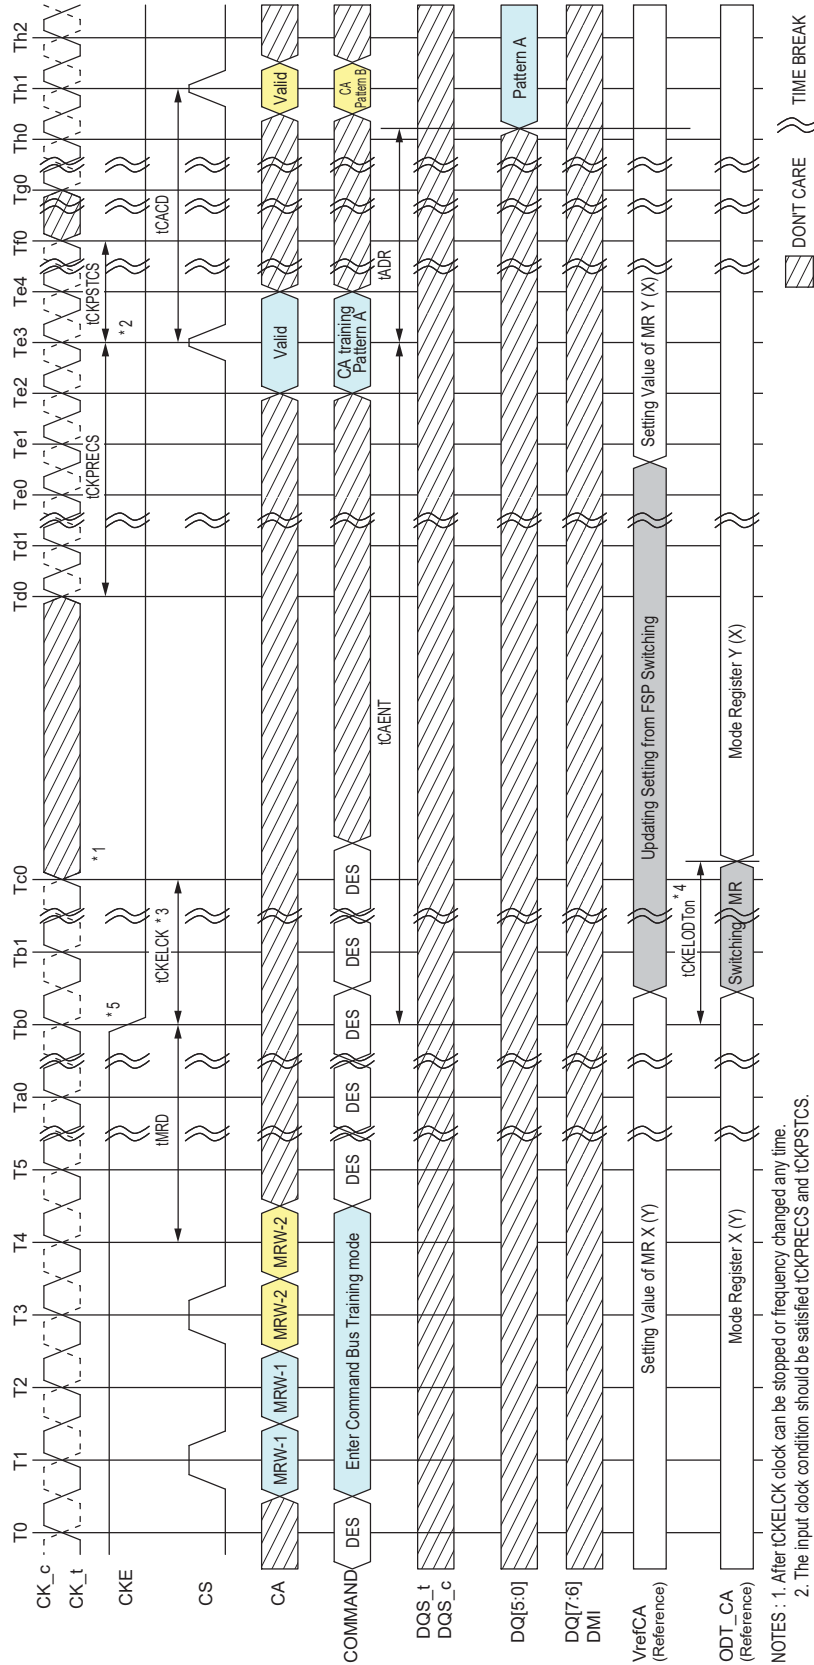 T0 T1 T2 T3 T4 T5 Ta0 Tb0 Tb1 Tc0 Td0 Td1 Te0 Te1 Te2 Te3 Te4 Tf0 Tg0 Th0 Th1 Th2
CK_c
CK_t
*1
tCKPRECS
tCKPSTCS
*5
*2
CKE
tMRD
tCKELCK *3
tCACD
CS
CA
MRW-1 MRW-1 MRW-2 MRW-2 Valid Valid
COMMAND
DES
Enter Command Bus Training mode
DES DES DES DES DES
CA training
Pattern A
CA
Pattern B
tCAENT
tADR
DQS_t
DQS_c
DQ[5:0]
Pattern A
DQ[7:6]
DMI
VrefCA
(Reference)
Setting Value of MR X (Y)
Updating Setting from FSP Switching
Setting Value of MR Y (X)
tCKELODTon *4
ODT_CA
(Reference)
Mode Register X (Y)
Switching MR
Mode Register Y (X)
NOTES : 1. After tCKELCK clock can be stopped or frequency changed any time.
2. The input clock condition should be satisfied tCKPRECS and tCKPSTCS.
DON'T CARE
TIME BREAK